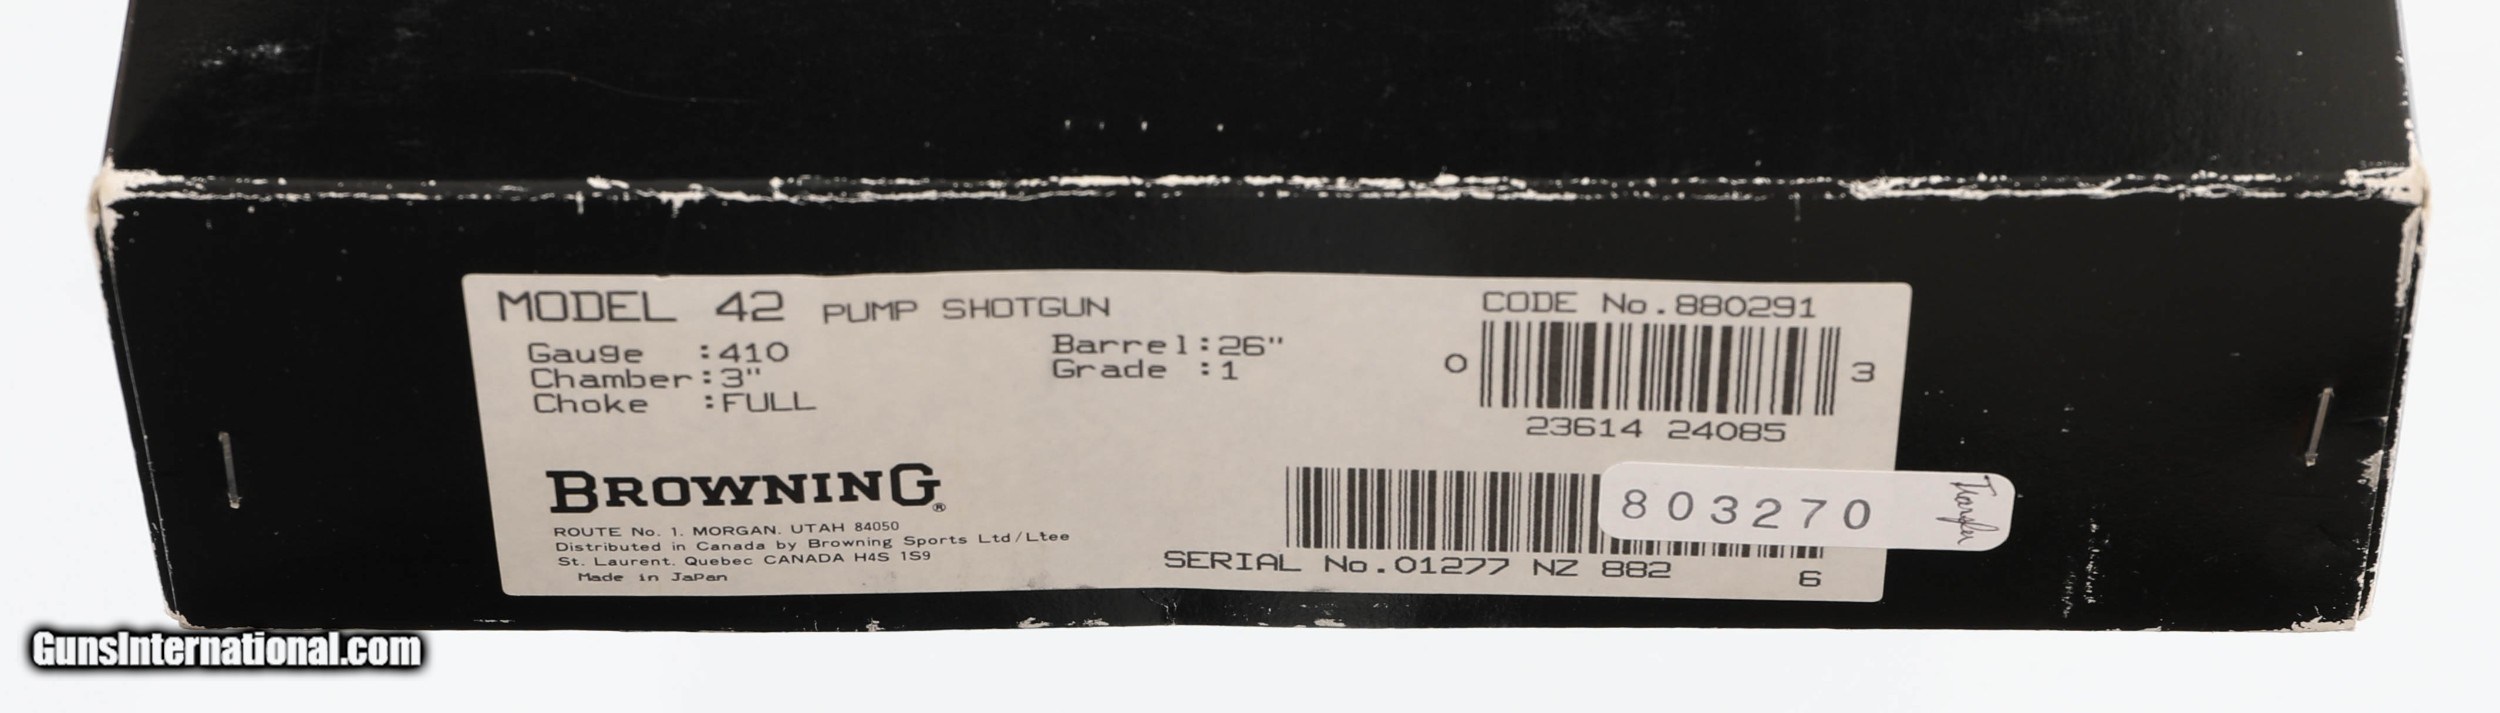 MODEL 42 PUMP SHOTGUN
Gauge :410
Chamber:3"
Choke :FULL
Barrel:26"
Grade :1
CODE No.880291
0 3
23614 24085
BROWNING®
ROUTE No. 1. MORGAN. UTAH 84050
Distributed in Canada by Browning Sports Ltd/Ltee
St. Laurent. Quebec CANADA H4S 1S9
Made in Japan
803270
SERIAL No.01277 NZ 882
6
GunsInternational.com